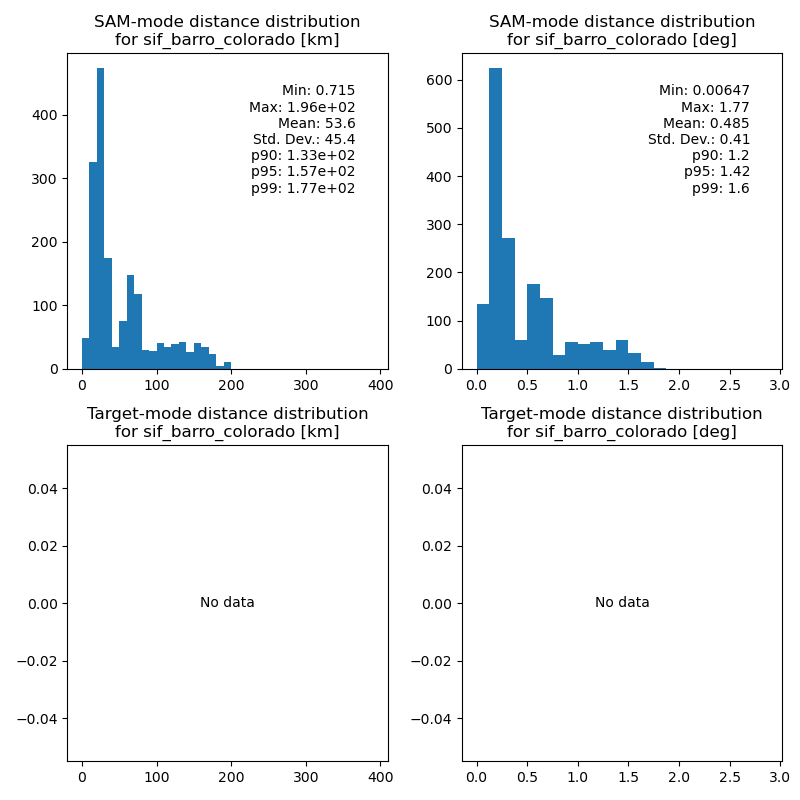 SAM-mode distance distribution
for sif_barro_colorado [km]
Min: 0.715
Max: 1.96e+02
Mean: 53.6
Std. Dev.: 45.4
p90: 1.33e+02
p95: 1.57e+02
p99: 1.77e+02
400
300
200
100
0
0 100 200 300 400
SAM-mode distance distribution
for sif_barro_colorado [deg]
Min: 0.00647
Max: 1.77
Mean: 0.485
Std. Dev.: 0.41
p90: 1.2
p95: 1.42
p99: 1.6
600
500
400
300
200
100
0
0.0 0.5 1.0 1.5 2.0 2.5 3.0
Target-mode distance distribution
for sif_barro_colorado [km]
0.04
0.02
0.00
−0.02
−0.04
No data
0 100 200 300 400
Target-mode distance distribution
for sif_barro_colorado [deg]
0.04
0.02
0.00
−0.02
−0.04
No data
0.0 0.5 1.0 1.5 2.0 2.5 3.0